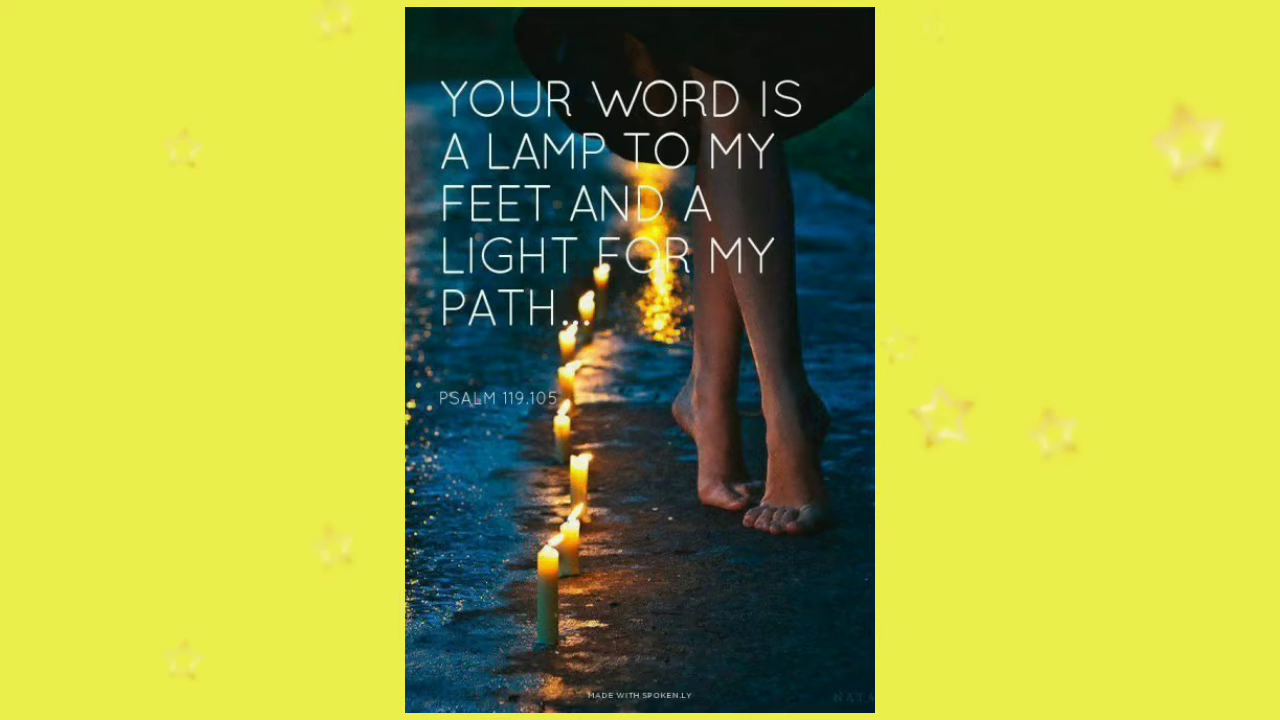 YOUR WORD IS
A LAMP TO MY
FEET AND A
LIGHT FOR MY
PATH...
PSALM 119.105
MADE WITH SPOKEN.LY